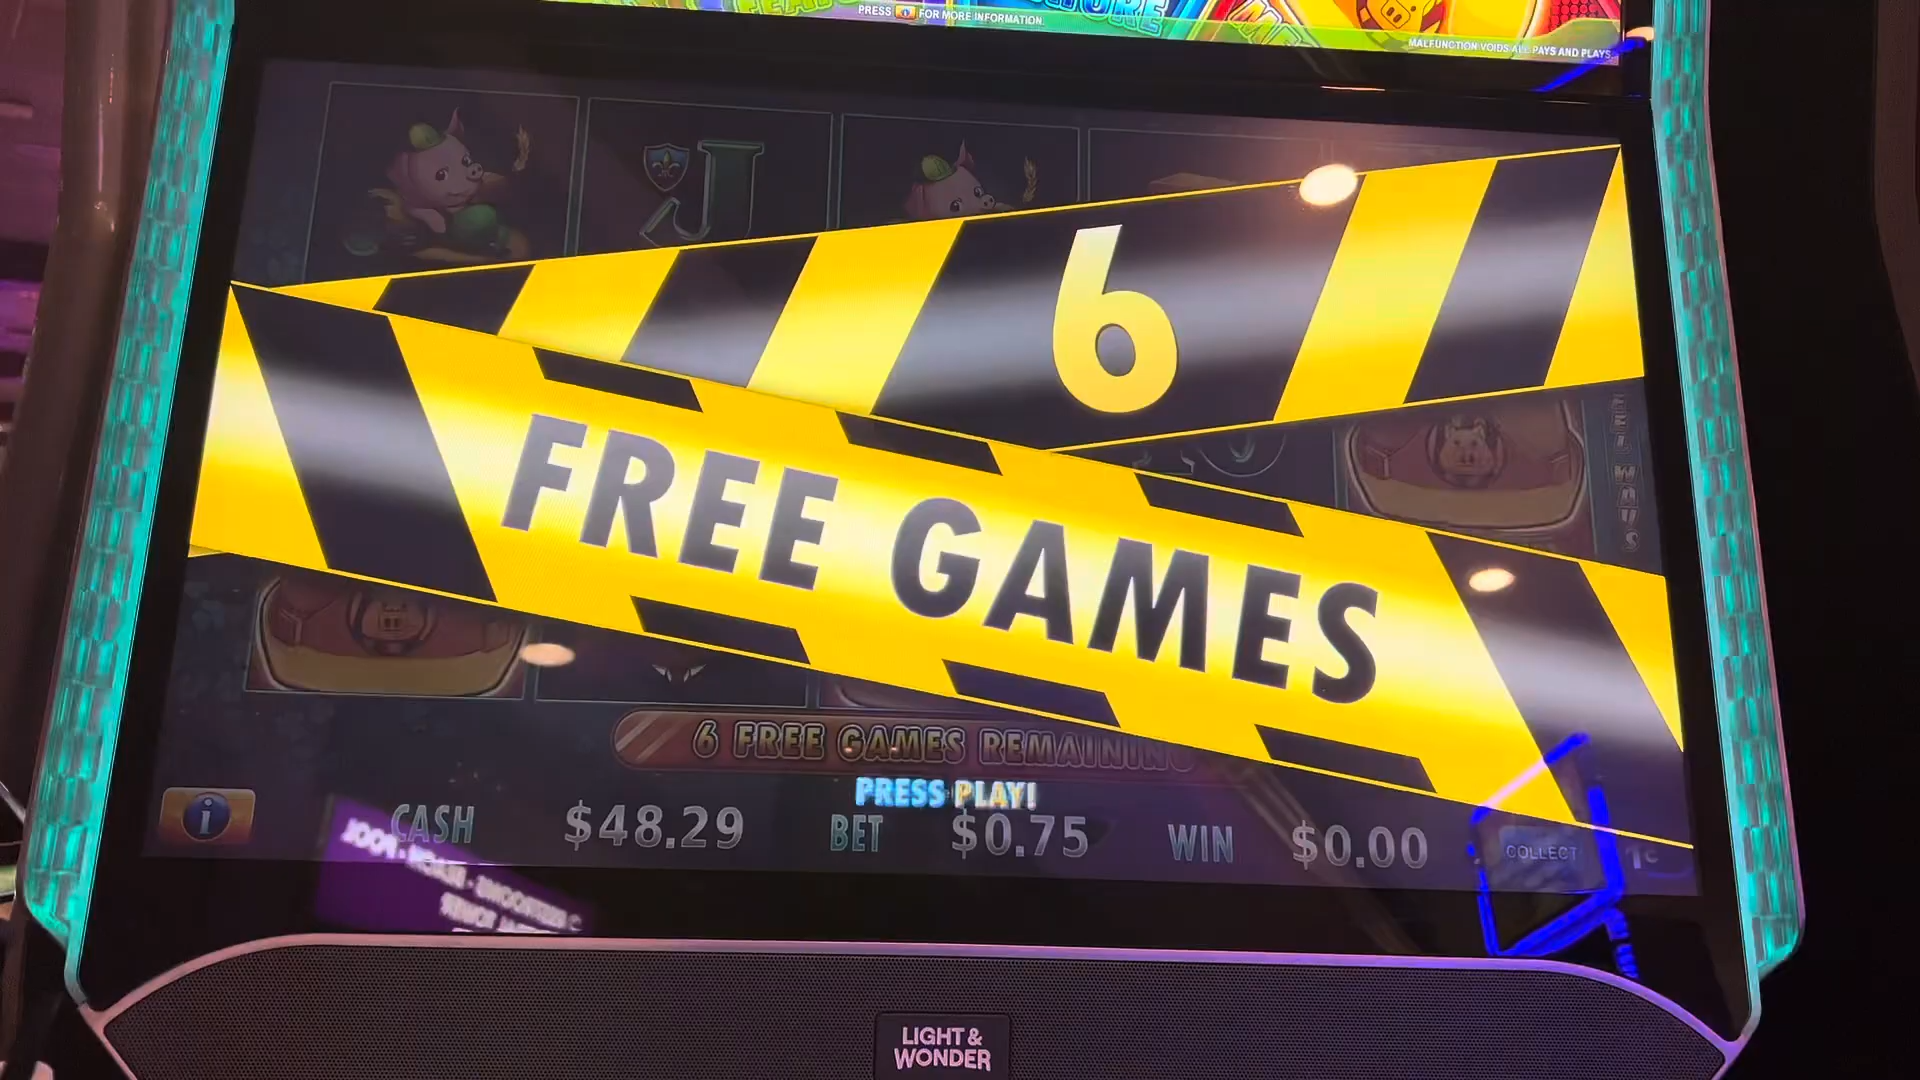 PRESS i FOR MORE INFORMATION.
MALFUNCTION VOIDS ALL PAYS AND PLAYS.
J
6
FREE GAMES
6 FREE GAMES REMAINING
PRESS PLAY!
i CASH $48.29 BET $0.75 WIN $0.00 COLLECT 1¢
LIGHT &
WONDER